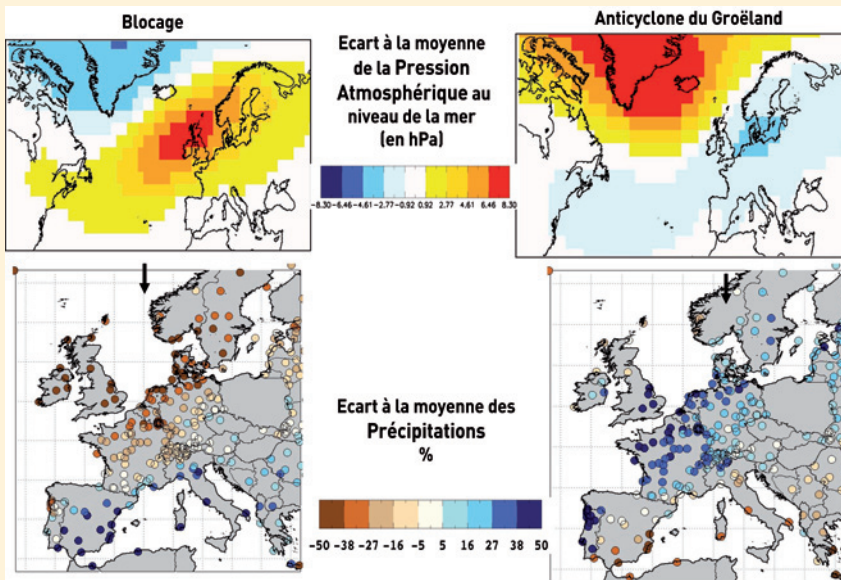 Blocage
Anticyclone du Groëland
Ecart à la moyenne
de la Pression
Atmosphérique au
niveau de la mer
(en hPa)
−8.30 −6.46 −4.61 −2.77 −0.92 0.92 2.77 4.61 6.46 8.30
Ecart à la moyenne des
Précipitations
%
−50 −38 −27 −16 −5 5 16 27 38 50